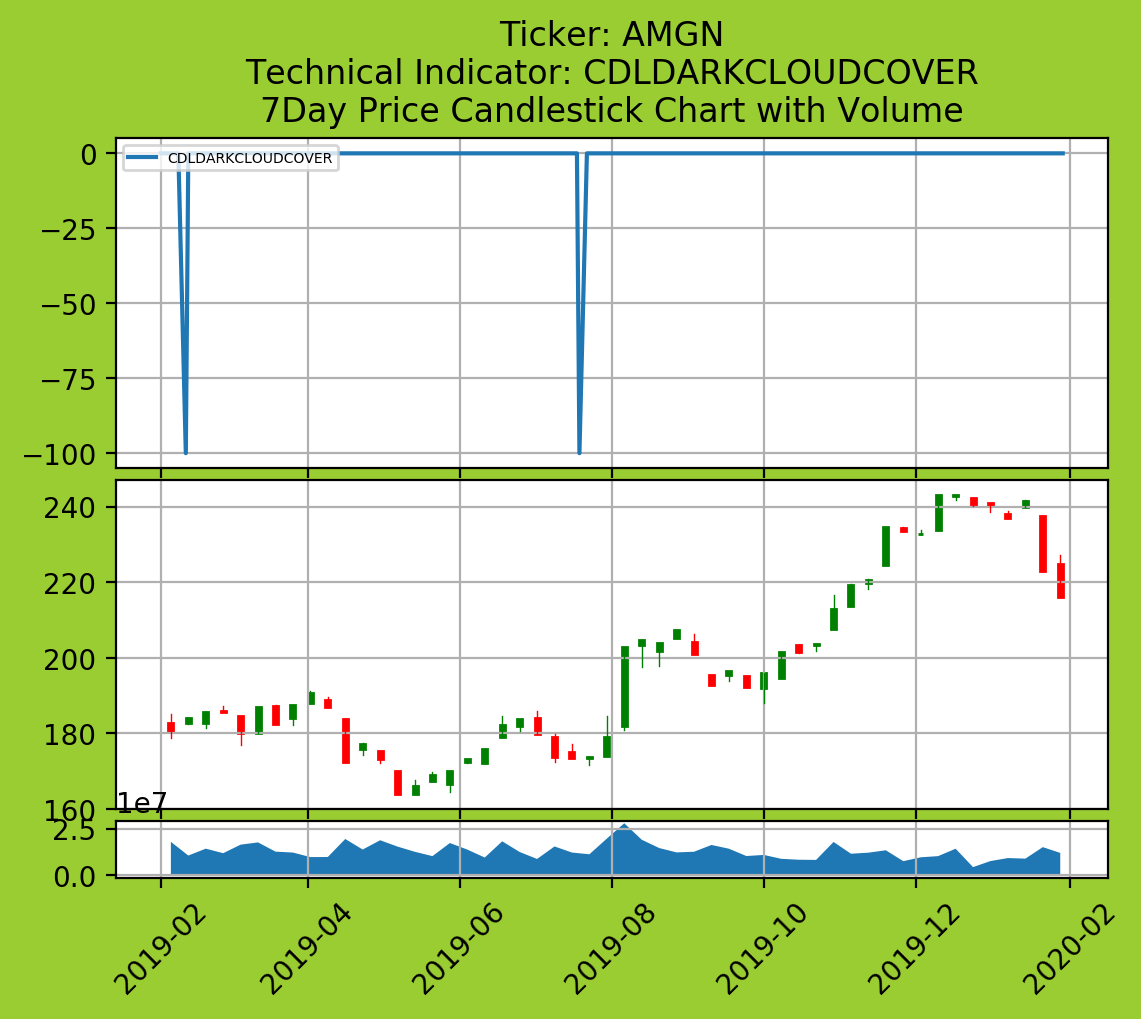 Ticker: AMGN
Technical Indicator: CDLDARKCLOUDCOVER
7Day Price Candlestick Chart with Volume
CDLDARKCLOUDCOVER
0
−25
−50
−75
−100
240
220
200
180
160
1e7
2.5
0.0
2019-02 2019-04 2019-06 2019-08 2019-10 2019-12 2020-02